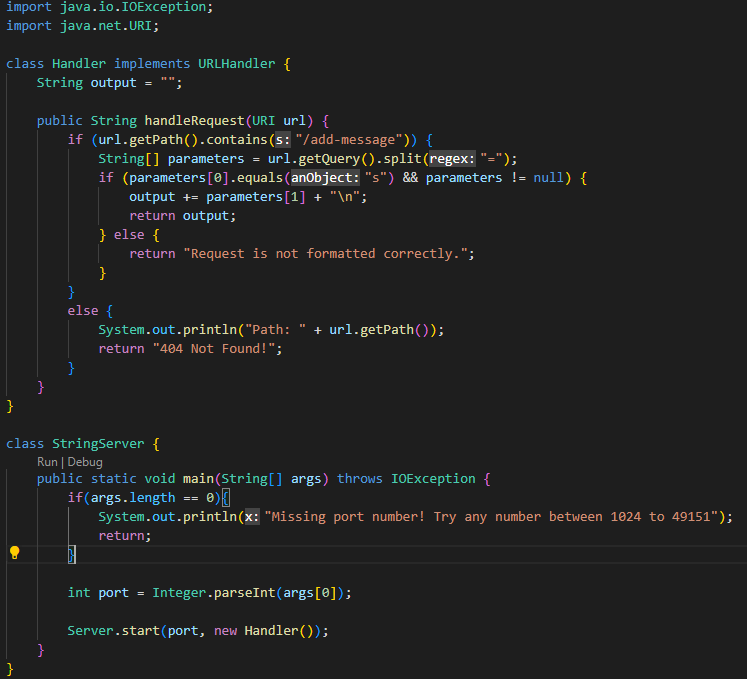 import java.io.IOException;
import java.net.URI;

class Handler implements URLHandler {
    String output = "";

    public String handleRequest(URI url) {
        if (url.getPath().contains(s: "/add-message")) {
            String[] parameters = url.getQuery().split(regex: "=");
            if (parameters[0].equals(anObject: "s") && parameters != null) {
                output += parameters[1] + "\n";
                return output;
            } else {
                return "Request is not formatted correctly.";
            }
        }
        else {
            System.out.println("Path: " + url.getPath());
            return "404 Not Found!";
        }
    }
}

class StringServer {
    Run | Debug
    public static void main(String[] args) throws IOException {
        if(args.length == 0){
            System.out.println(x: "Missing port number! Try any number between 1024 to 49151");
            return;
        }

        int port = Integer.parseInt(args[0]);

        Server.start(port, new Handler());
    }
}